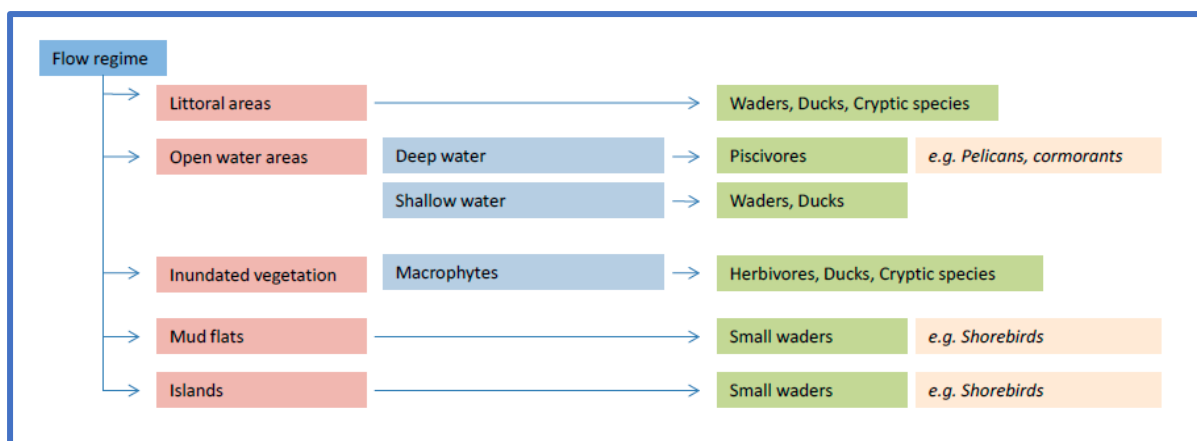 Flow regime
Littoral areas
Waders, Ducks, Cryptic species
Open water areas
Deep water
Piscivores
e.g. Pelicans, cormorants
Shallow water
Waders, Ducks
Inundated vegetation
Macrophytes
Herbivores, Ducks, Cryptic species
Mud flats
Small waders
e.g. Shorebirds
Islands
Small waders
e.g. Shorebirds